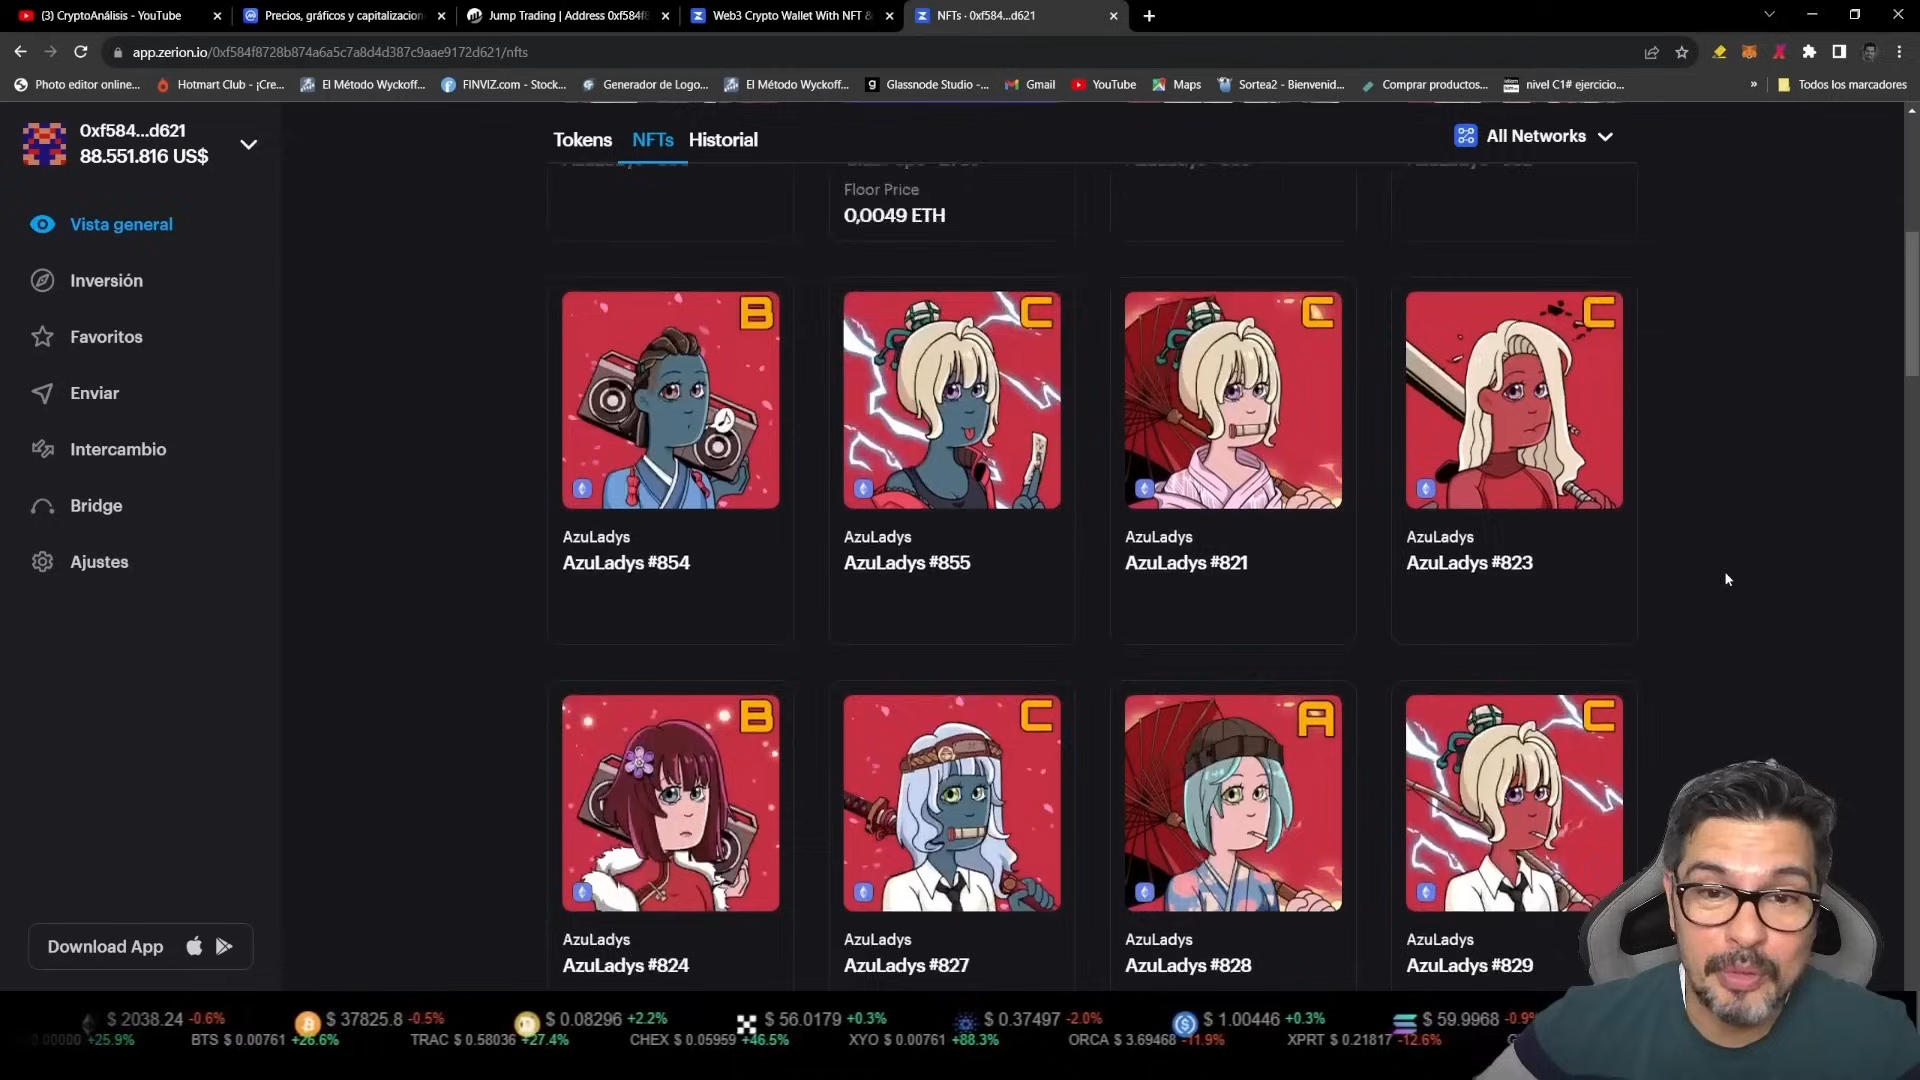 (3) CryptoAnálisis - YouTube
Precios, gráficos y capitalizacion
Jump Trading | Address 0xf584f8
Web3 Crypto Wallet With NFT &
NFTs · 0xf584...d621
app.zerion.io/0xf584f8728b874a6a5c7a8d4d387c9aae9172d621/nfts
Photo editor online...
Hotmart Club - ¡Cre...
El Método Wyckoff...
FINVIZ.com - Stock...
Generador de Logo...
El Método Wyckoff...
Glassnode Studio -...
Gmail
YouTube
Maps
Sortea2 - Bienvenid...
Comprar productos...
nivel C1# ejercicio...
»
Todos los marcadores
0xf584...d621
88.551.816 US$
Tokens
NFTs
Historial
All Networks
Vista general
Inversión
Favoritos
Enviar
Intercambio
Bridge
Ajustes
Download App
Floor Price
0,0049 ETH
B
C
C
C
AzuLadys
AzuLadys #854
AzuLadys
AzuLadys #855
AzuLadys
AzuLadys #821
AzuLadys
AzuLadys #823
B
C
A
C
AzuLadys
AzuLadys #824
AzuLadys
AzuLadys #827
AzuLadys
AzuLadys #828
AzuLadys
AzuLadys #829
$ 2038.24 -0.6%
$ 37825.8 -0.5%
$ 0.08296 +2.2%
$ 56.0179 +0.3%
$ 0.37497 -2.0%
$ 1.00446 +0.3%
$ 59.9968 -0.9%
0.00000 +25.9%
BTS $ 0.00761 +26.6%
TRAC $ 0.58036 +27.4%
CHEX $ 0.05959 +46.5%
XYO $ 0.00761 +88.3%
ORCA $ 3.69468 -11.9%
XPRT $ 0.21817 -12.6%